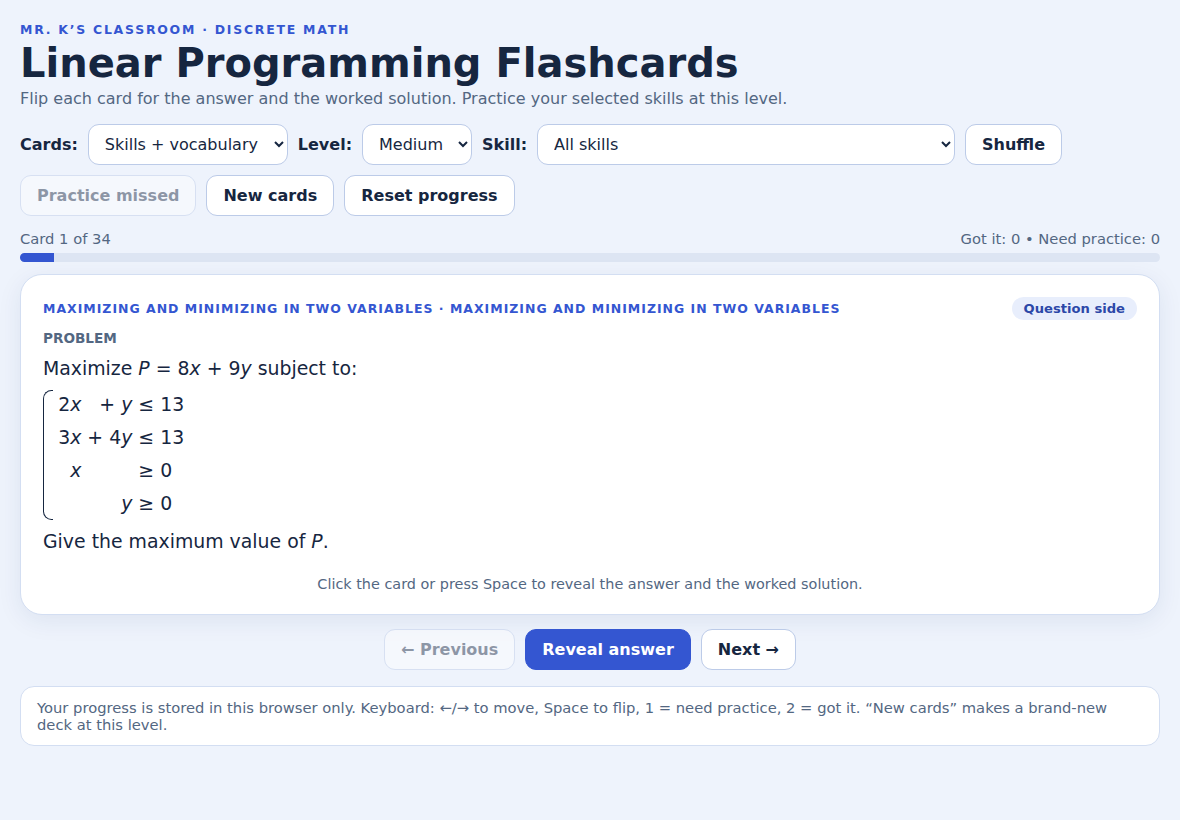 MR. K’S CLASSROOM · DISCRETE MATH
Linear Programming Flashcards
Flip each card for the answer and the worked solution. Practice your selected skills at this level.
Cards: Skills + vocabulary Level: Medium Skill: All skills Shuffle
Practice missed New cards Reset progress
Card 1 of 34 Got it: 0 • Need practice: 0
MAXIMIZING AND MINIMIZING IN TWO VARIABLES · MAXIMIZING AND MINIMIZING IN TWO VARIABLES Question side
PROBLEM
Maximize P = 8x + 9y subject to:
2x + y ≤ 13
3x + 4y ≤ 13
x ≥ 0
y ≥ 0
Give the maximum value of P.
Click the card or press Space to reveal the answer and the worked solution.
← Previous Reveal answer Next →
Your progress is stored in this browser only. Keyboard: ←/→ to move, Space to flip, 1 = need practice, 2 = got it. “New cards” makes a brand-new
deck at this level.